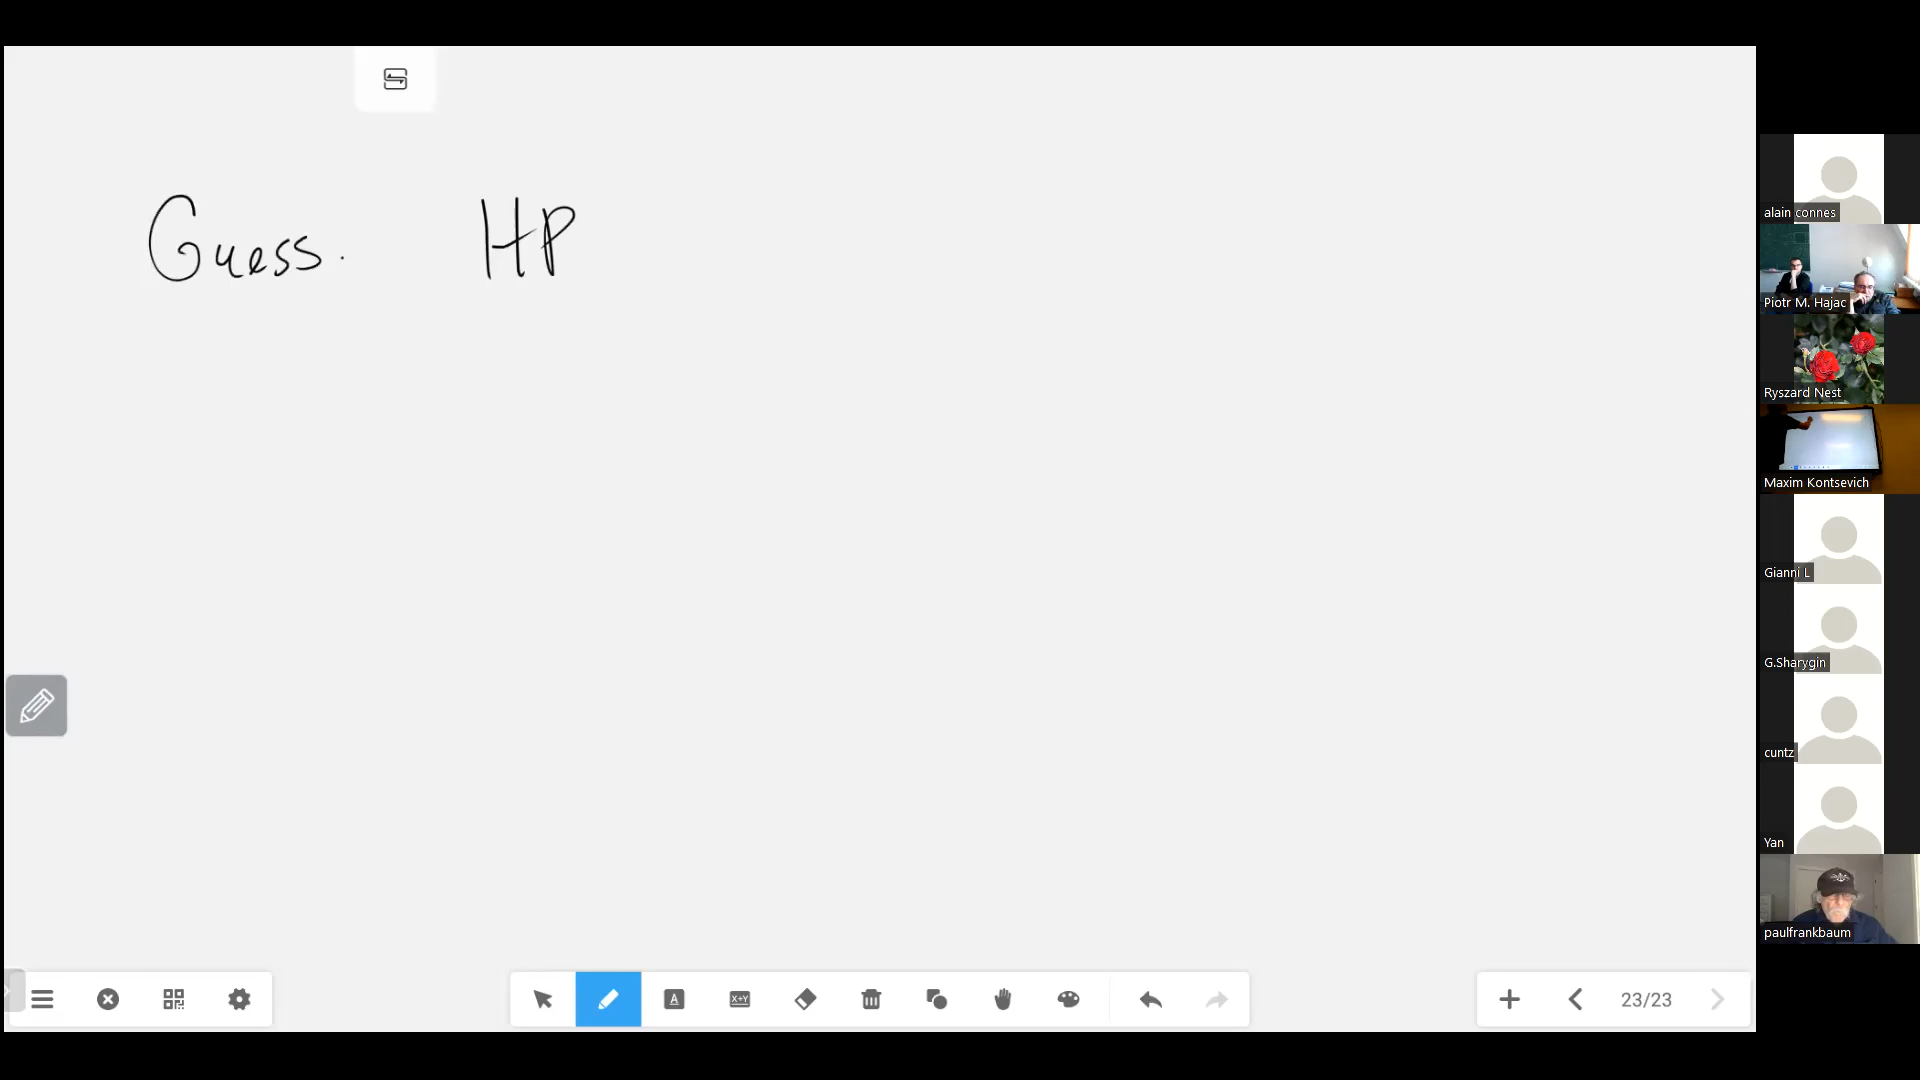 Guess. HP
alain connes
Piotr M. Hajac
Ryszard Nest
Maxim Kontsevich
Gianni L
G.Sharygin
cuntz
Yan
paulfrankbaum
A
X+Y
23/23